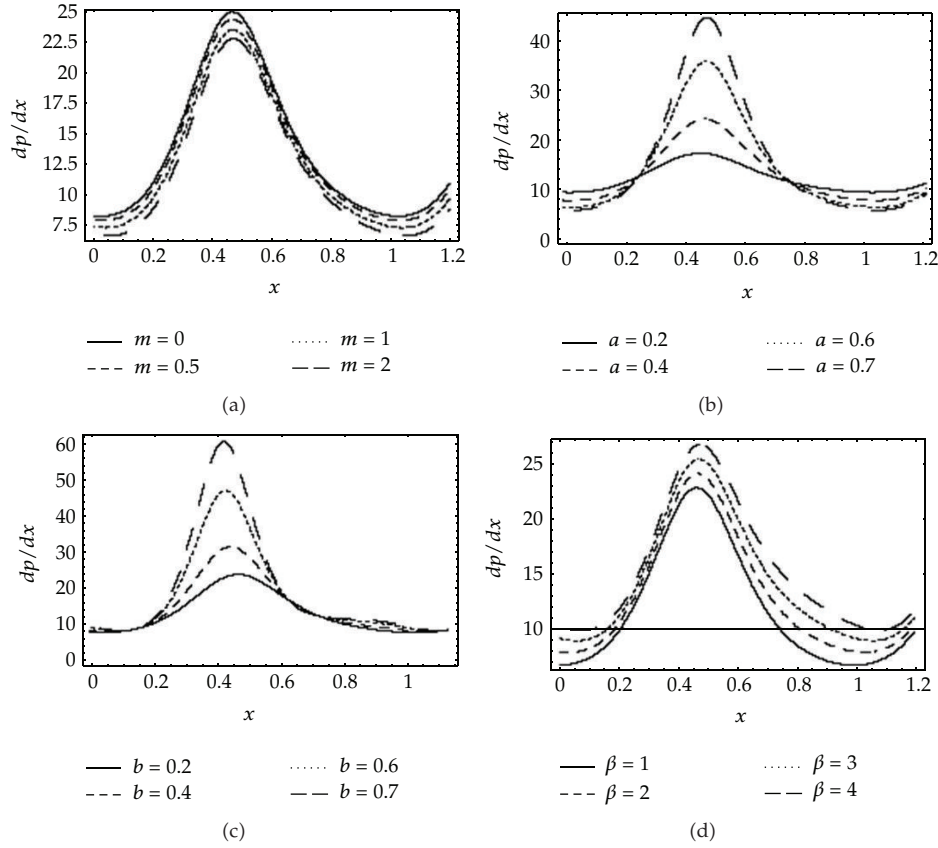 25
22.5
20
17.5
15
12.5
10
7.5
dp/dx
0 0.2 0.4 0.6 0.8 1 1.2
x
m = 0
m = 0.5
m = 1
m = 2
(a)
40
30
20
10
0
dp/dx
0 0.2 0.4 0.6 0.8 1 1.2
x
a = 0.2
a = 0.4
a = 0.6
a = 0.7
(b)
60
50
40
30
20
10
0
dp/dx
0 0.2 0.4 0.6 0.8 1
x
b = 0.2
b = 0.4
b = 0.6
b = 0.7
(c)
25
20
15
10
dp/dx
0 0.2 0.4 0.6 0.8 1 1.2
x
β = 1
β = 2
β = 3
β = 4
(d)